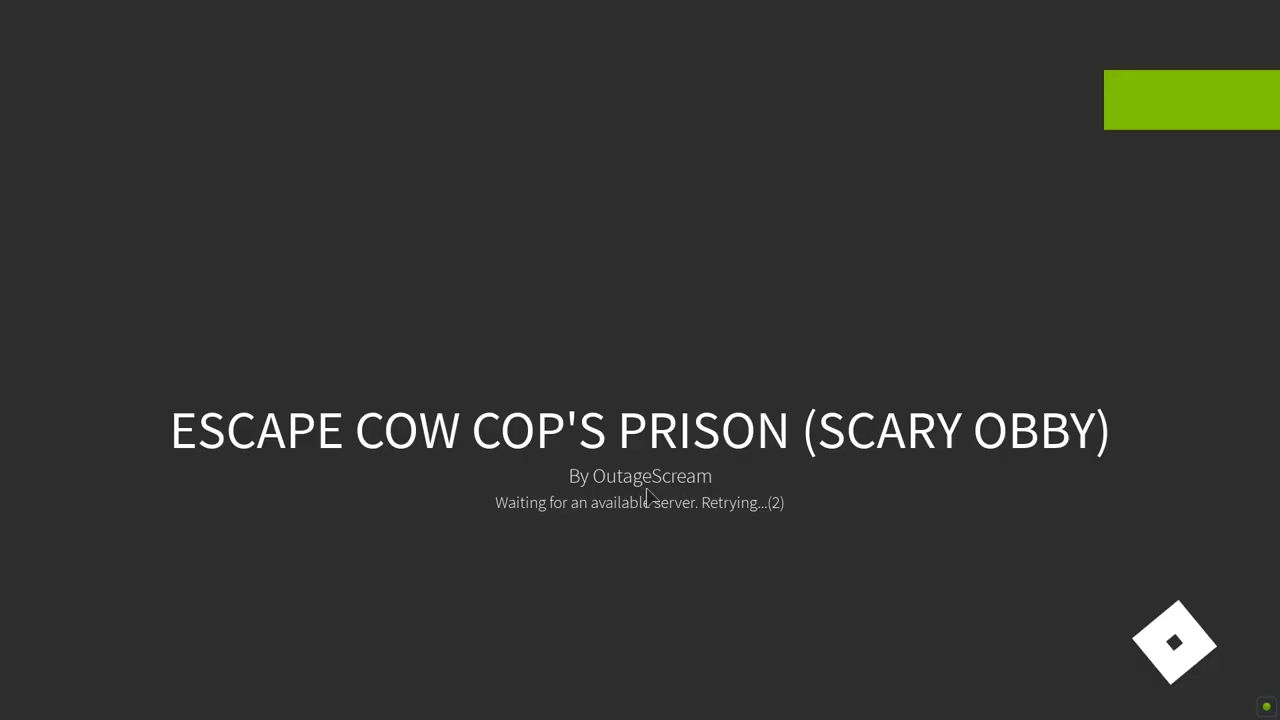 ESCAPE COW COP'S PRISON (SCARY OBBY)
By OutageScream
Waiting for an available server. Retrying...(2)